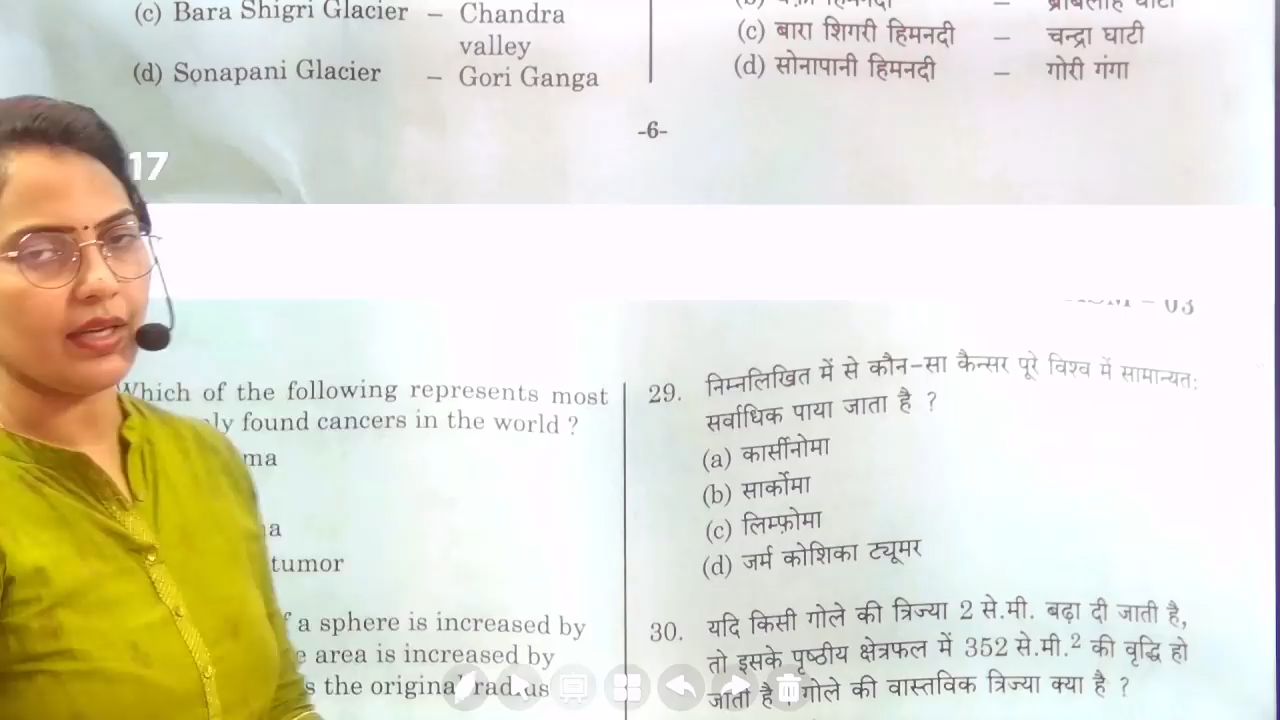 (c) Bara Shigri Glacier – Chandra
valley
(d) Sonapani Glacier – Gori Ganga
(c) बारा शिगरी हिमनदी – चन्द्रा घाटी
(d) सोनापानी हिमनदी – गोरी गंगा
-6-
17
03
Which of the following represents most
found cancers in the world ?
tumor
a sphere is increased by
area is increased by
the original radius
29. निम्नलिखित में से कौन-सा कैन्सर पूरे विश्व में सामान्यतः
सर्वाधिक पाया जाता है ?
(a) कार्सीनोमा
(b) सार्कोमा
(c) लिम्फ़ोमा
(d) जर्म कोशिका ट्यूमर
30. यदि किसी गोले की त्रिज्या 2 से.मी. बढ़ा दी जाती है,
तो इसके पृष्ठीय क्षेत्रफल में 352 से.मी.² की वृद्धि हो
जाती है गोले की वास्तविक त्रिज्या क्या है ?